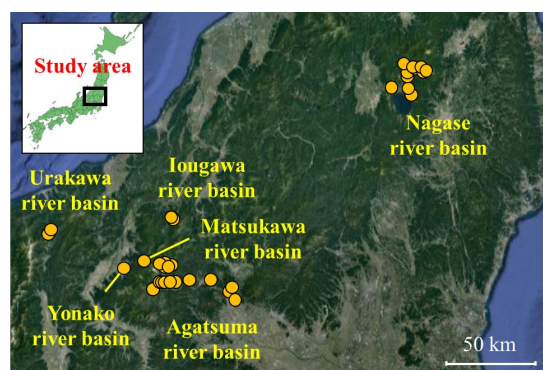 Study area
Nagase
river basin
Urakawa
river basin
Iougawa
river basin
Matsukawa
river basin
Yonako
river basin
Agatsuma
river basin
50 km